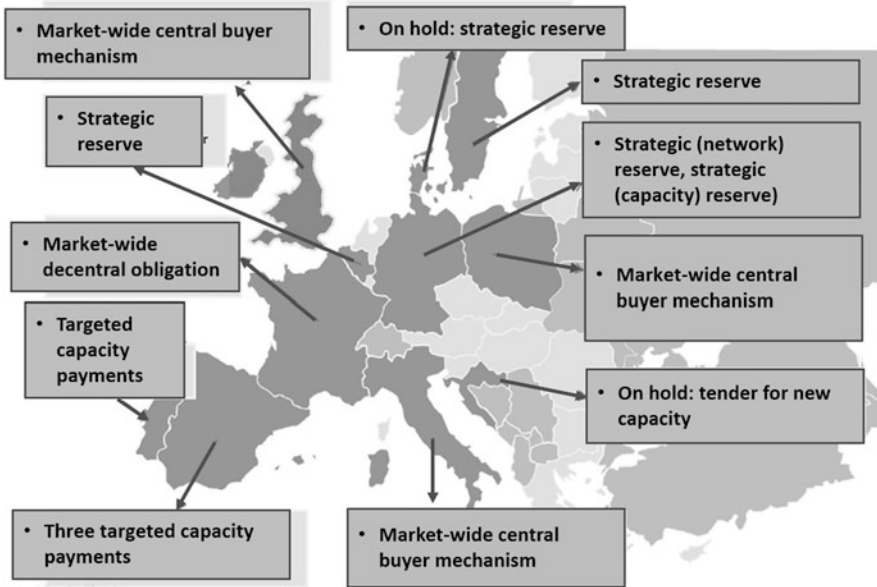 • Market-wide central buyer
mechanism
• On hold: strategic reserve
• Strategic reserve
• Strategic
reserve
• Strategic (network)
reserve, strategic
(capacity) reserve)
• Market-wide
decentral obligation
• Market-wide central
buyer mechanism
• Targeted
capacity
payments
• On hold: tender for new
capacity
• Three targeted capacity
payments
• Market-wide central
buyer mechanism